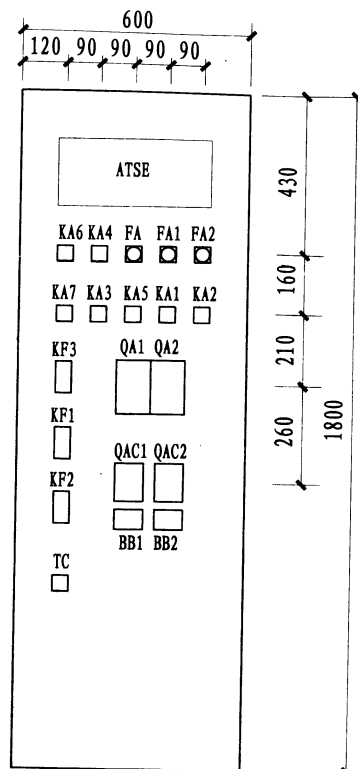 600
120 90 90 90 90
ATSE
430
KA6 KA4 FA FA1 FA2
160
KA7 KA3 KA5 KA1 KA2
KF3 QA1 QA2
210
KF1
260
1800
QAC1 QAC2
KF2
BB1 BB2
TC